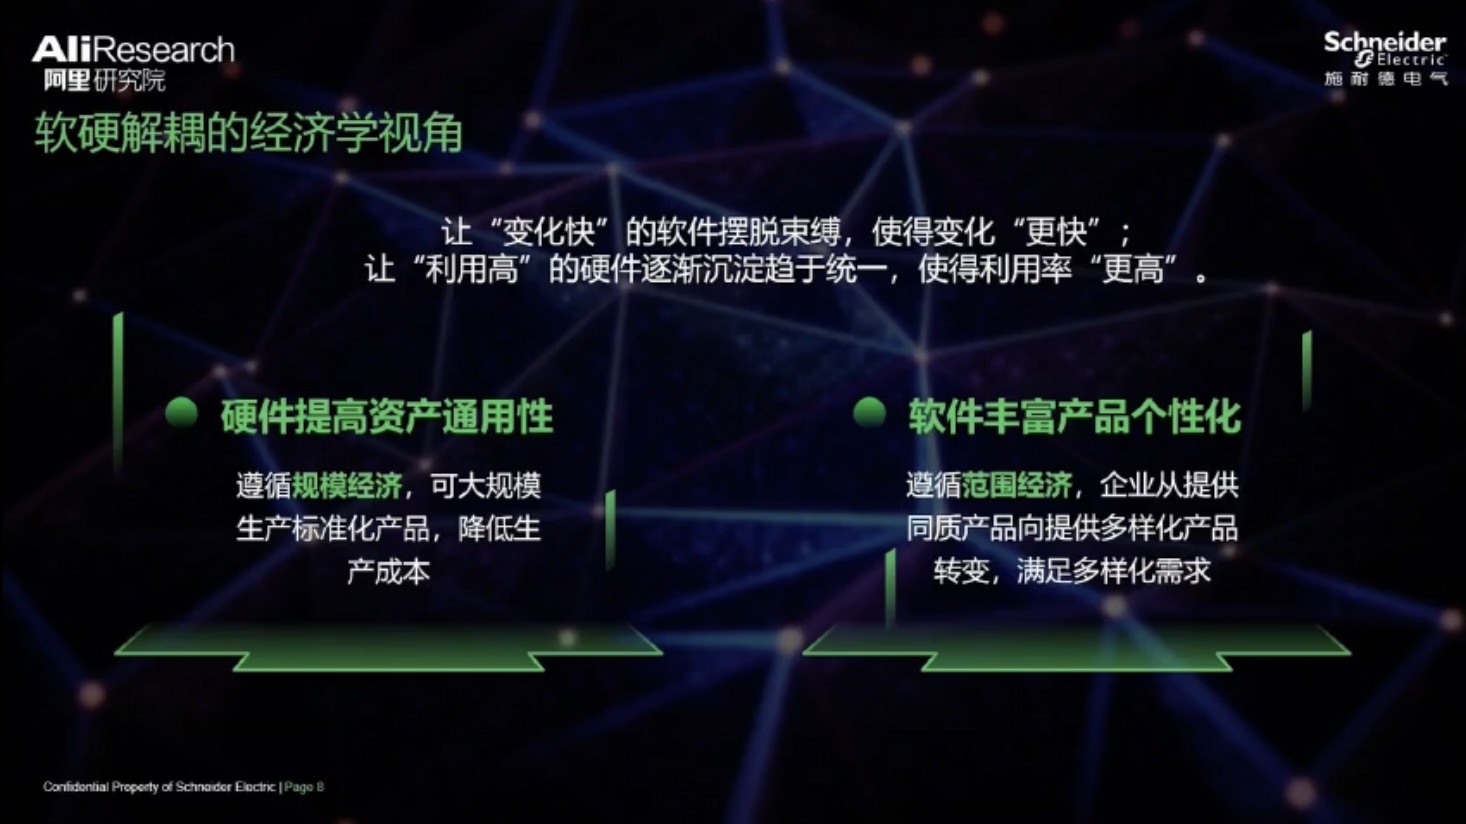 AliResearch
阿里研究院
Schneider
Electric
施耐德电气
软硬解耦的经济学视角
让“变化快”的软件摆脱束缚，使得变化“更快”；
让“利用高”的硬件逐渐沉淀趋于统一，使得利用率“更高”。
硬件提高资产通用性
遵循规模经济，可大规模
生产标准化产品，降低生
产成本
软件丰富产品个性化
遵循范围经济，企业从提供
同质产品向提供多样化产品
转变，满足多样化需求
Confidential Property of Schneider Electric | Page 8